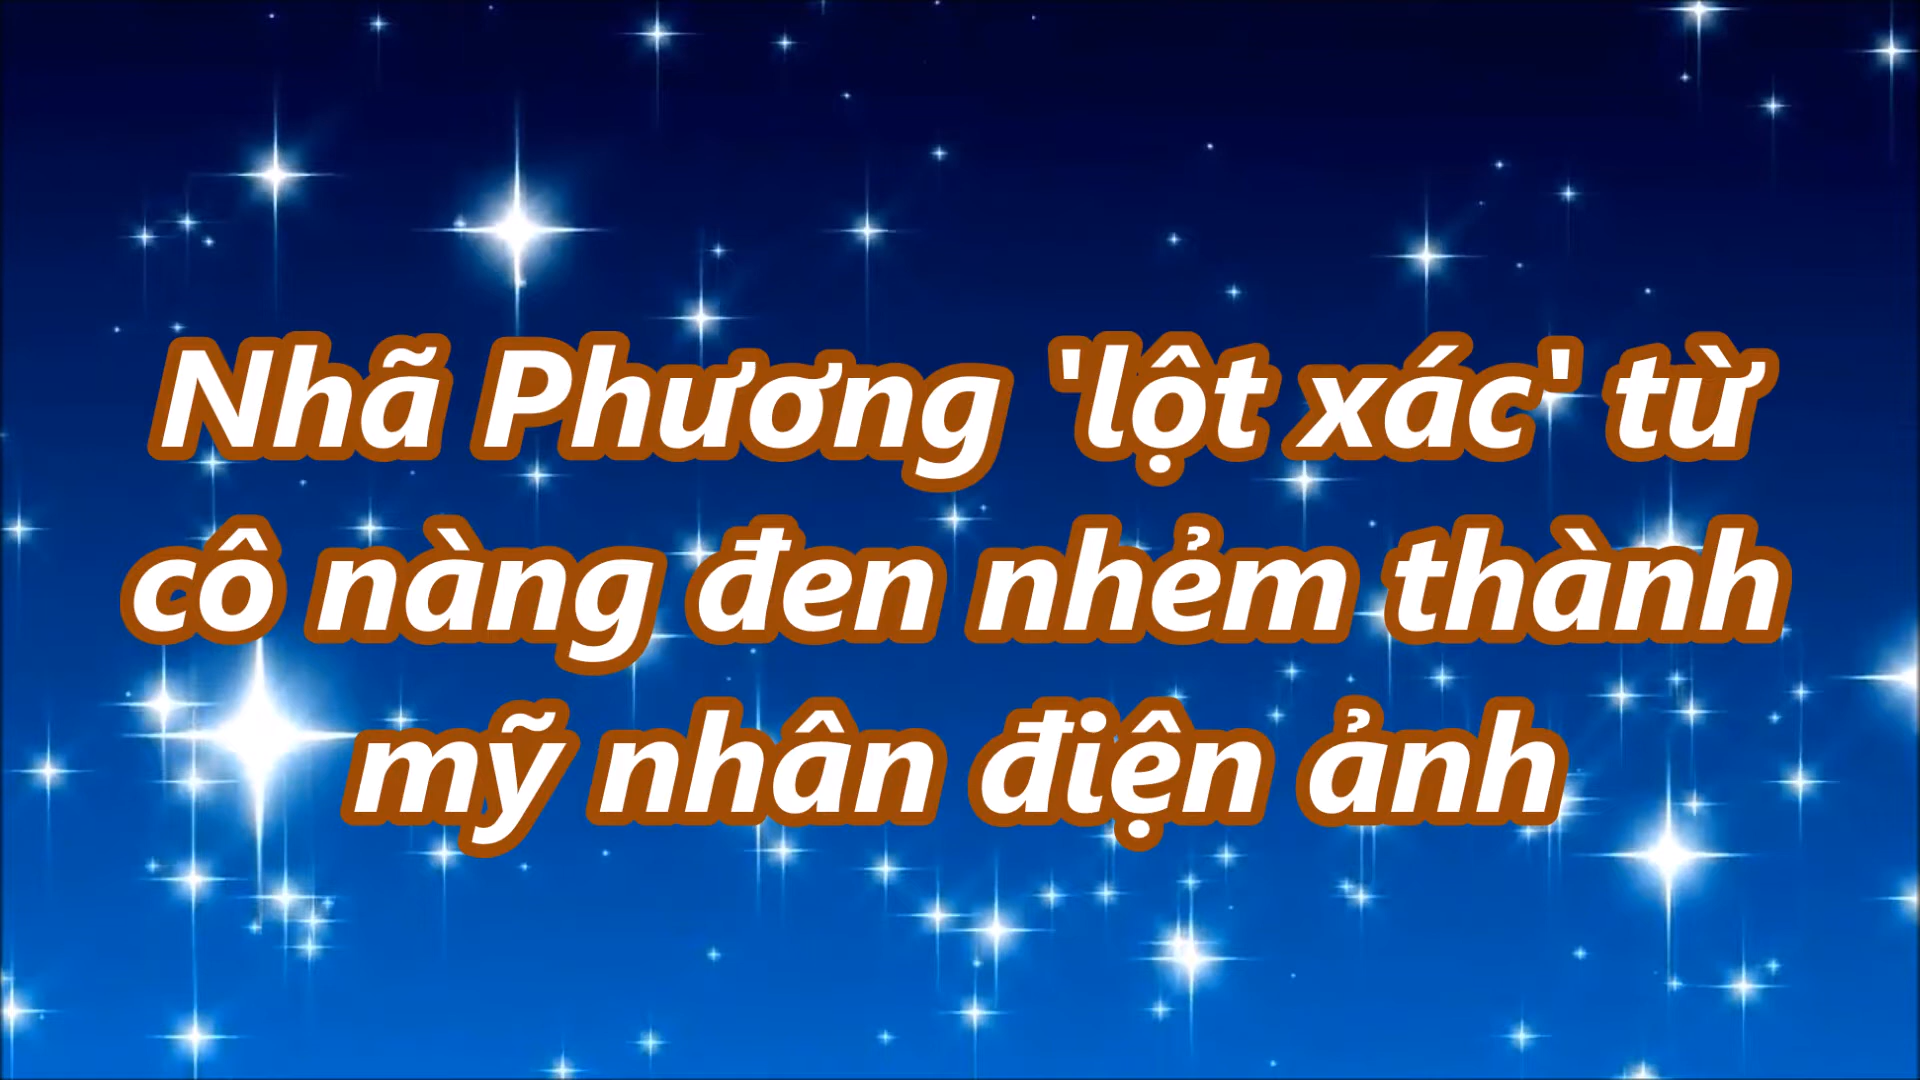 Nhã Phương 'lột xác' từ
cô nàng đen nhẻm thành
mỹ nhân điện ảnh